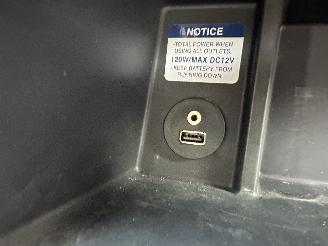 NOTICE
-TOTAL POWER WHEN
USING ALL OUTLETS.
120W/MAX DC12V
-KEEP BATTERY FROM
RUNNING DOWN.